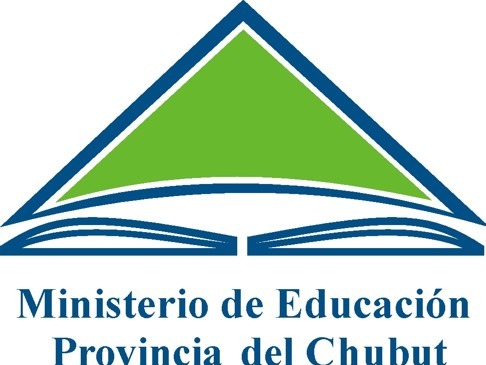 Ministerio de Educación
Provincia del Chubut